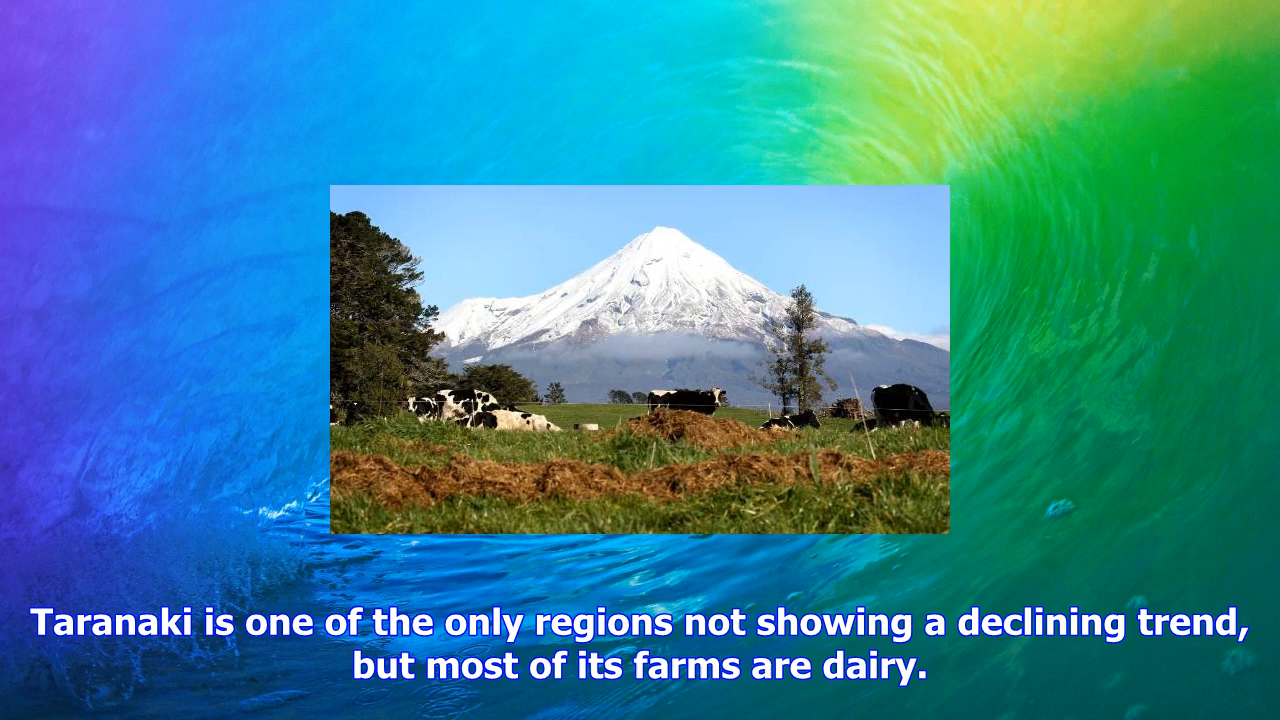 Taranaki is one of the only regions not showing a declining trend,
but most of its farms are dairy.